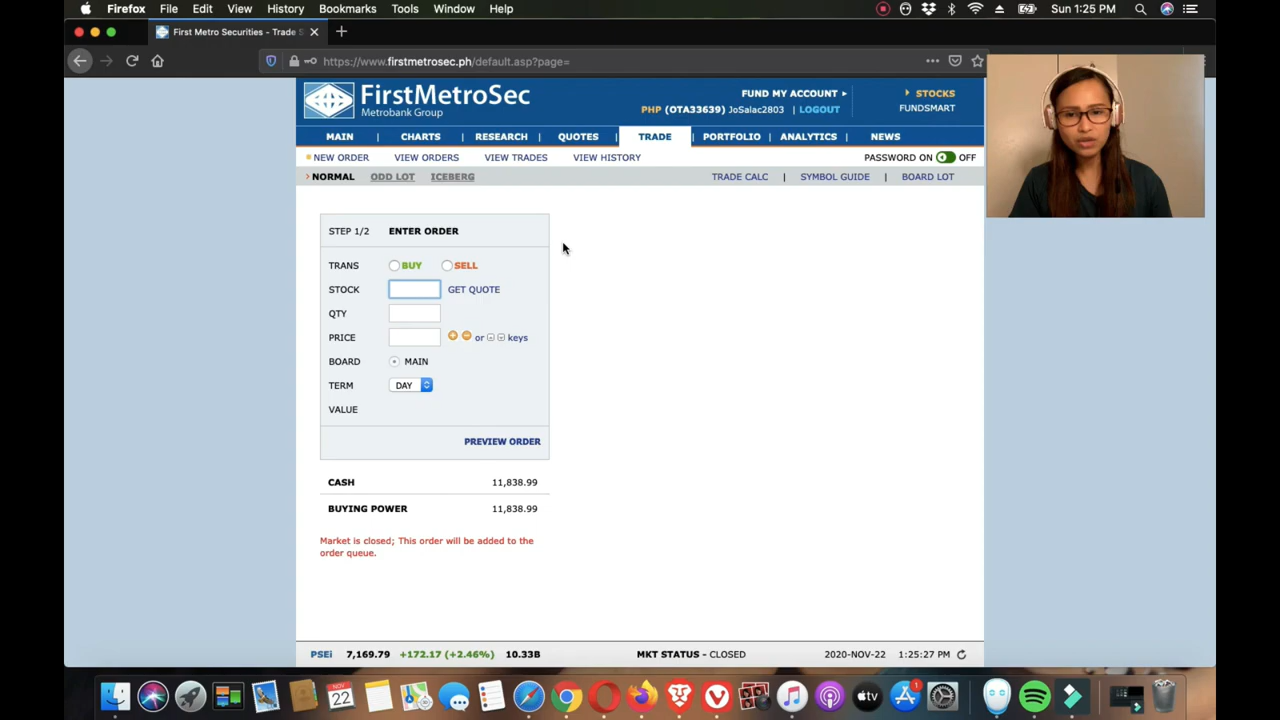 Firefox File Edit View History Bookmarks Tools Window Help Sun 1:25 PM
First Metro Securities - Trade S
https://www.firstmetrosec.ph/default.asp?page=
FirstMetroSec
Metrobank Group
FUND MY ACCOUNT
STOCKS
PHP (OTA33639) JoSalac2803 | LOGOUT
FUNDSMART
MAIN | CHARTS | RESEARCH | QUOTES | TRADE | PORTFOLIO | ANALYTICS | NEWS
NEW ORDER VIEW ORDERS VIEW TRADES VIEW HISTORY PASSWORD ON OFF
NORMAL ODD LOT ICEBERG TRADE CALC | SYMBOL GUIDE | BOARD LOT
STEP 1/2 ENTER ORDER
TRANS BUY SELL
STOCK GET QUOTE
QTY
PRICE or keys
BOARD MAIN
TERM DAY
VALUE
PREVIEW ORDER
CASH 11,838.99
BUYING POWER 11,838.99
Market is closed; This order will be added to the
order queue.
PSEi 7,169.79 +172.17 (+2.46%) 10.33B MKT STATUS - CLOSED 2020-NOV-22 1:25:27 PM
NOV
22
tv
1